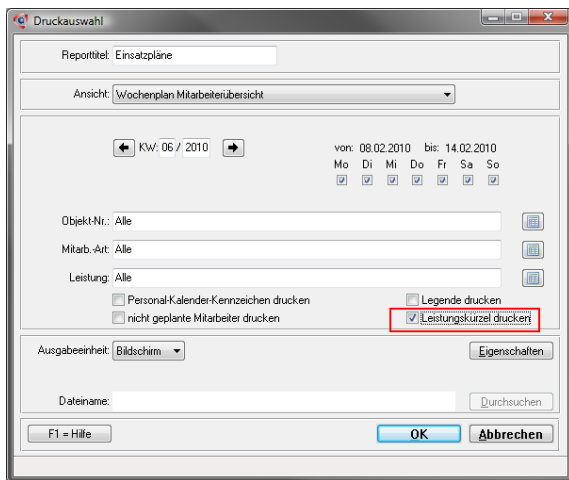 Druckauswahl
Reporttitel: Einsatzpläne
Ansicht: Wochenplan Mitarbeiterübersicht
KW: 06 / 2010
von: 08.02.2010 bis: 14.02.2010
Mo Di Mi Do Fr Sa So
Objekt-Nr.: Alle
Mitarb.-Art: Alle
Leistung: Alle
Personal-Kalender-Kennzeichen drucken
Legende drucken
nicht geplante Mitarbeiter drucken
Leistungskürzel drucken
Ausgabeeinheit: Bildschirm
Eigenschaften
Dateiname:
Durchsuchen
F1 = Hilfe
OK
Abbrechen